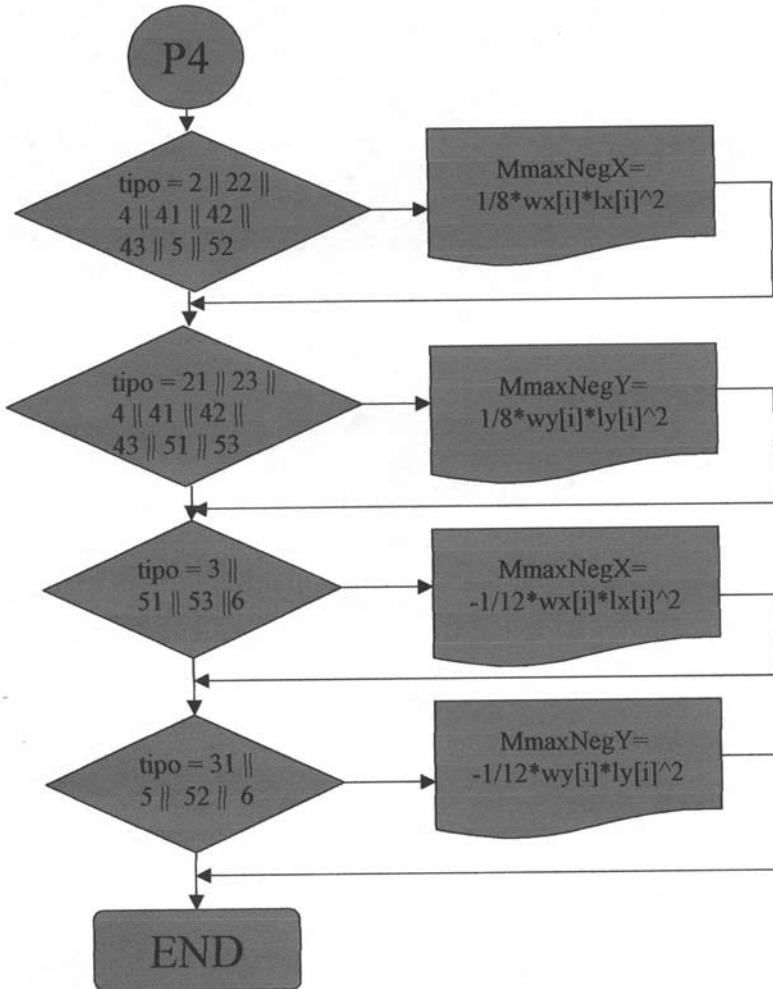 P4
tipo = 2 || 22 ||
4 || 41 || 42 ||
43 || 5 || 52
MmaxNegX=
1/8*wx[i]*lx[i]^2
tipo = 21 || 23 ||
4 || 41 || 42 ||
43 || 51 || 53
MmaxNegY=
1/8*wy[i]*ly[i]^2
tipo = 3 ||
51 || 53 ||6
MmaxNegX=
-1/12*wx[i]*lx[i]^2
tipo = 31 ||
5 || 52 || 6
MmaxNegY=
-1/12*wy[i]*ly[i]^2
END